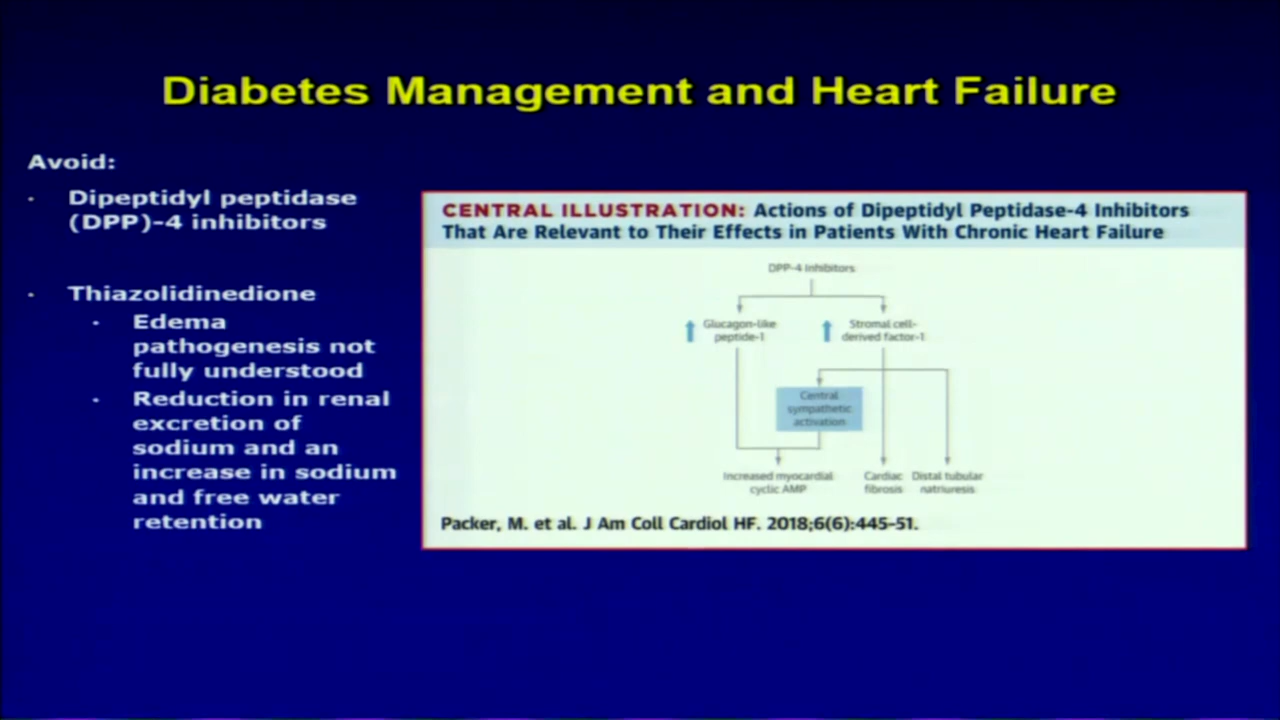 Diabetes Management and Heart Failure
Avoid:
· Dipeptidyl peptidase
(DPP)-4 inhibitors
· Thiazolidinedione
· Edema
pathogenesis not
fully understood
· Reduction in renal
excretion of
sodium and an
increase in sodium
and free water
retention
CENTRAL ILLUSTRATION: Actions of Dipeptidyl Peptidase-4 Inhibitors
That Are Relevant to Their Effects in Patients With Chronic Heart Failure
DPP-4 Inhibitors
Glucagon-like
peptide-1
Stromal cell-
derived factor-1
Central
sympathetic
activation
Increased myocardial
cyclic AMP
Cardiac
fibrosis
Distal tubular
natriuresis
Packer, M. et al. J Am Coll Cardiol HF. 2018;6(6):445-51.